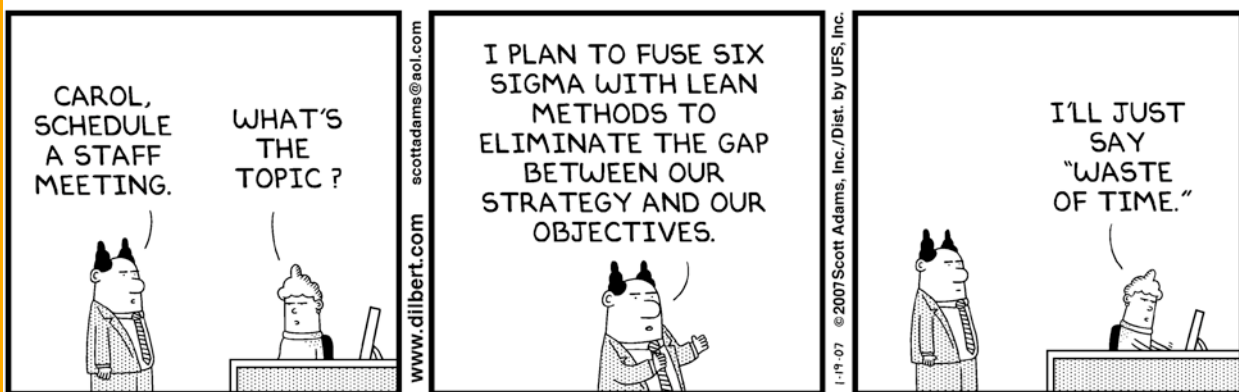 CAROL,
SCHEDULE
A STAFF
MEETING.
WHAT'S
THE
TOPIC?
www.dilbert.com scottadams@aol.com
I PLAN TO FUSE SIX
SIGMA WITH LEAN
METHODS TO
ELIMINATE THE GAP
BETWEEN OUR
STRATEGY AND OUR
OBJECTIVES.
1-19-07 ©2007 Scott Adams, Inc./Dist. by UFS, Inc.
I'LL JUST
SAY
"WASTE
OF TIME."